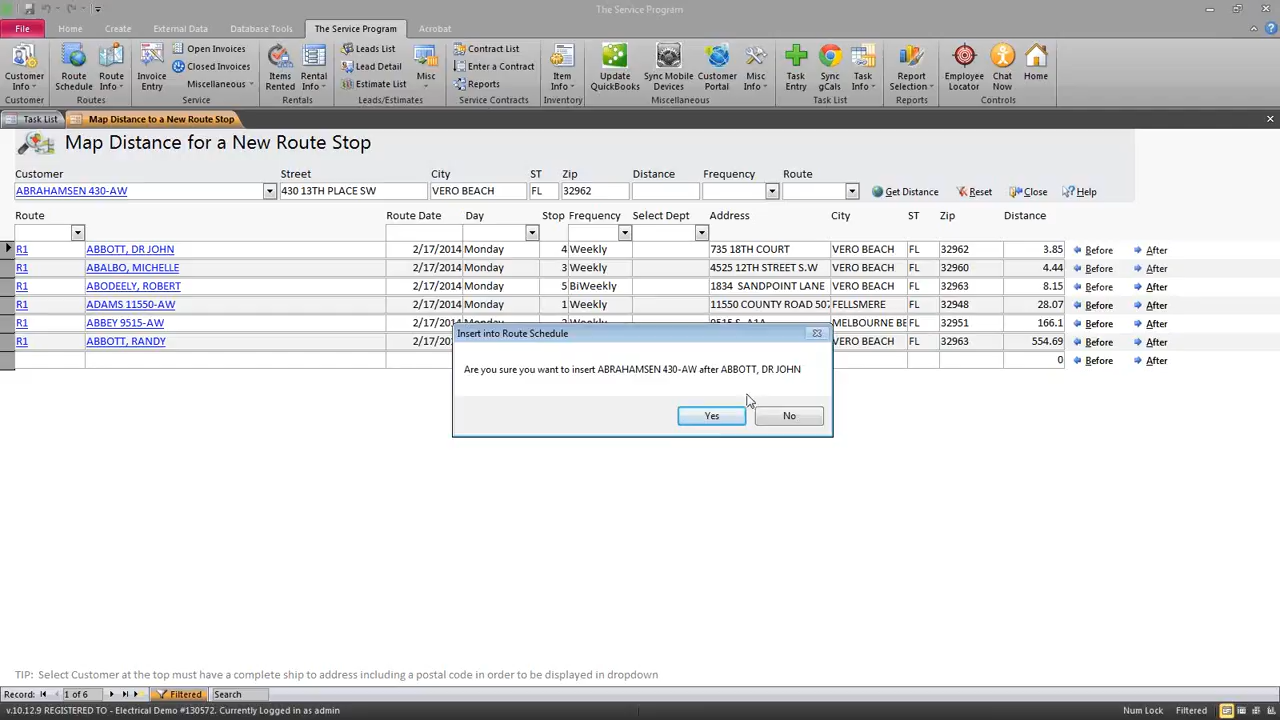 The Service Program
File Home Create External Data Database Tools The Service Program Acrobat
Customer Info Route Schedule Route Info Invoice Entry Open Invoices Closed Invoices Miscellaneous Items Rented Rental Info Leads List Leads Detail Estimate List Misc Contract List Enter a Contract Reports Item Info Update QuickBooks Sync Mobile Devices Customer Portal Misc Info Task Entry Sync gCals Task Info Report Selection Employee Locator Chat Now Home
Customer Routes Service Rentals Leads/Estimates Service Contracts Inventory Miscellaneous Task List Reports Controls
Task List Map Distance to a New Route Stop
Map Distance for a New Route Stop
Customer Street City ST Zip Distance Frequency Route
ABRAHAMSEN 430-AW 430 13TH PLACE SW VERO BEACH FL 32962 Get Distance Reset Close Help
Route Route Date Day Stop Frequency Select Dept Address City ST Zip Distance
R1 ABBOTT, DR JOHN 2/17/2014 Monday 4 Weekly 735 18TH COURT VERO BEACH FL 32962 3.85 Before After
R1 ABALBO, MICHELLE 2/17/2014 Monday 3 Weekly 4525 12TH STREET S.W VERO BEACH FL 32960 4.44 Before After
R1 ABODEELY, ROBERT 2/17/2014 Monday 5 BiWeekly 1834 SANDPOINT LANE VERO BEACH FL 32963 8.15 Before After
R1 ADAMS 11550-AW 2/17/2014 Monday 1 Weekly 11550 COUNTY ROAD 507 FELLSMERE FL 32948 28.07 Before After
R1 ABBEY 9515-AW 2/17/2014 Monday Weekly 9515 S. A1A MELBOURNE BE FL 32951 166.1 Before After
R1 ABBOTT, RANDY 2/17/20 VERO BEACH FL 32963 554.69 Before After
0 Before After
Insert into Route Schedule
Are you sure you want to insert ABRAHAMSEN 430-AW after ABBOTT, DR JOHN
Yes No
TIP: Select Customer at the top must have a complete ship to address including a postal code in order to be displayed in dropdown
Record: 1 of 6 Filtered Search
v.10.12.9 REGISTERED TO - Electrical Demo #130572. Currently Logged in as admin Num Lock Filtered